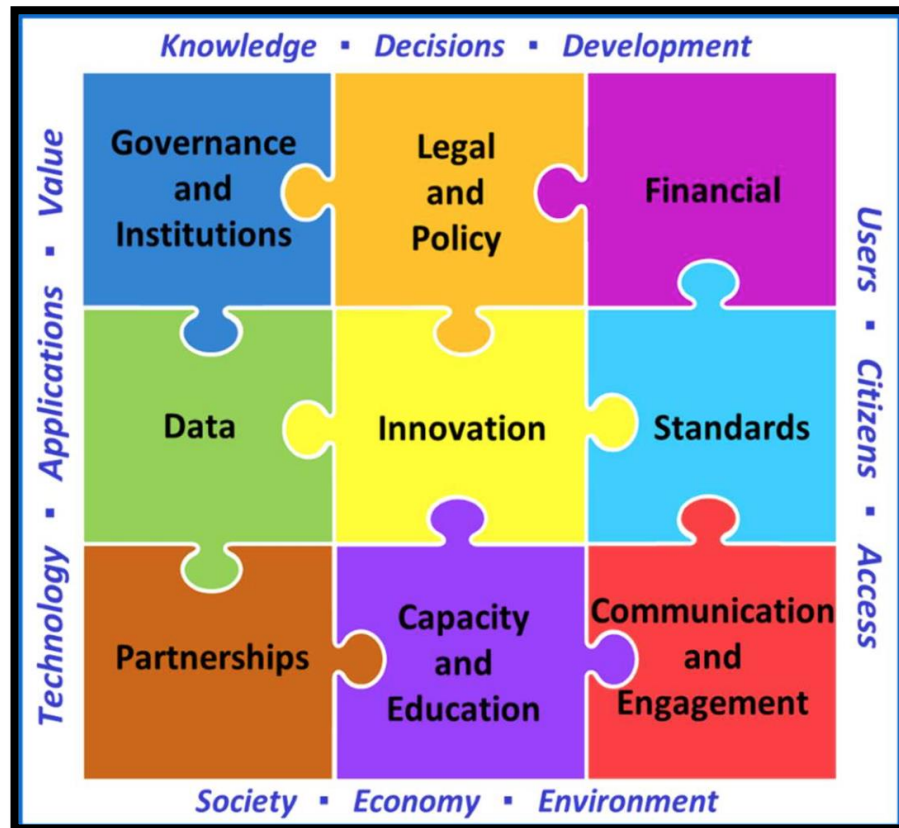 Knowledge ▪ Decisions ▪ Development
Technology ▪ Applications ▪ Value
Governance
and
Institutions
Legal
and
Policy
Financial
Data
Innovation
Standards
Partnerships
Capacity
and
Education
Communication
and
Engagement
Users ▪ Citizens ▪ Access
Society ▪ Economy ▪ Environment